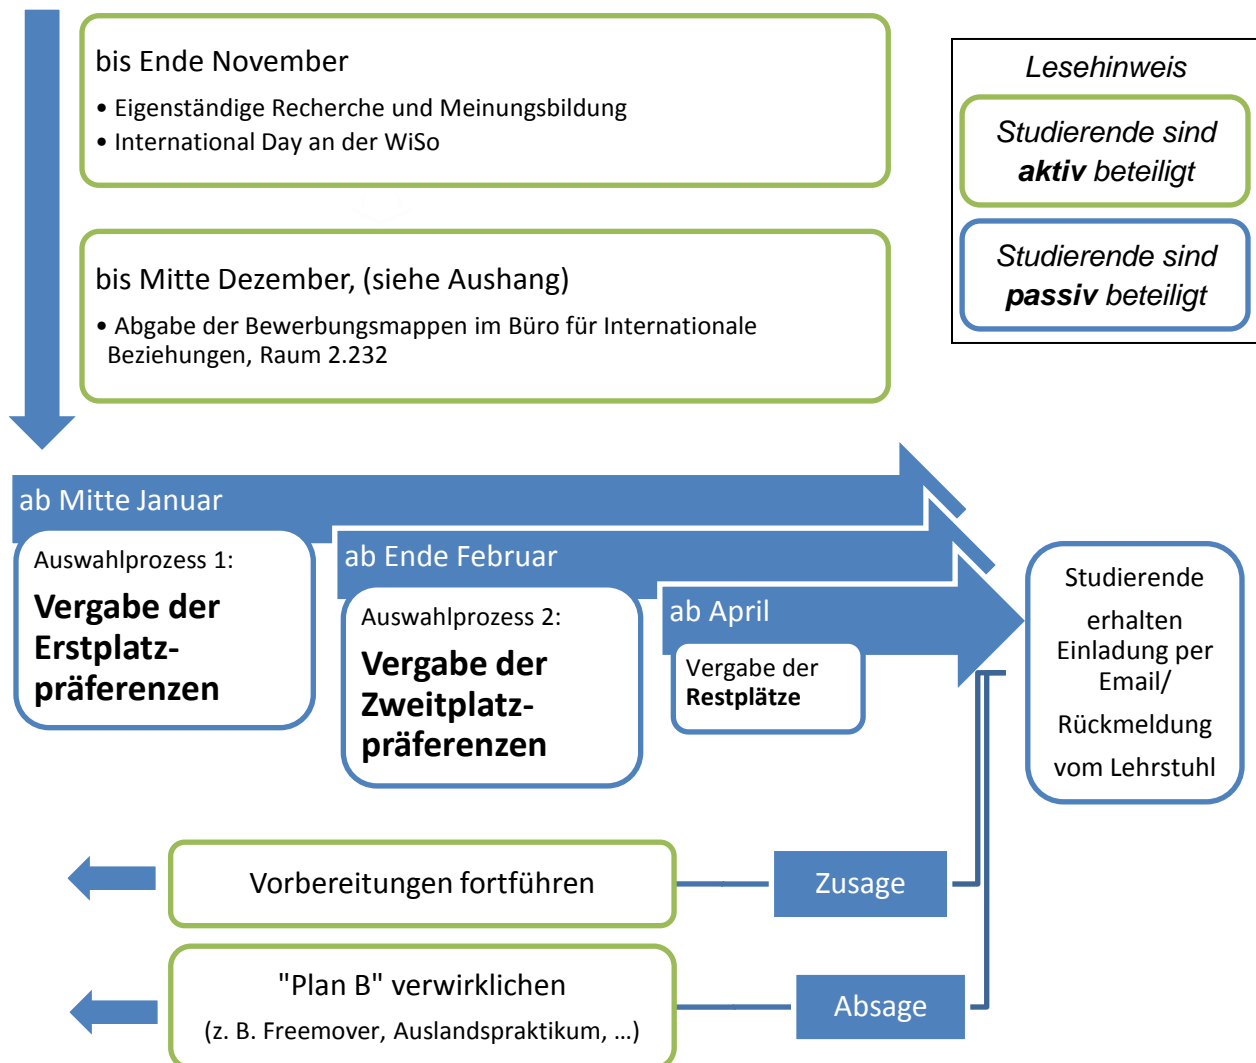 bis Ende November
• Eigenständige Recherche und Meinungsbildung
• International Day an der WiSo
Lesehinweis
Studierende sind
aktiv beteiligt
Studierende sind
passiv beteiligt
bis Mitte Dezember, (siehe Aushang)
• Abgabe der Bewerbungsmappen im Büro für Internationale
Beziehungen, Raum 2.232
ab Mitte Januar
Auswahlprozess 1:
Vergabe der
Erstplatz-
präferenzen
ab Ende Februar
Auswahlprozess 2:
Vergabe der
Zweitplatz-
präferenzen
ab April
Vergabe der
Restplätze
Studierende
erhalten
Einladung per
Email/
Rückmeldung
vom Lehrstuhl
Vorbereitungen fortführen
Zusage
"Plan B" verwirklichen
(z. B. Freemover, Auslandspraktikum, ...)
Absage